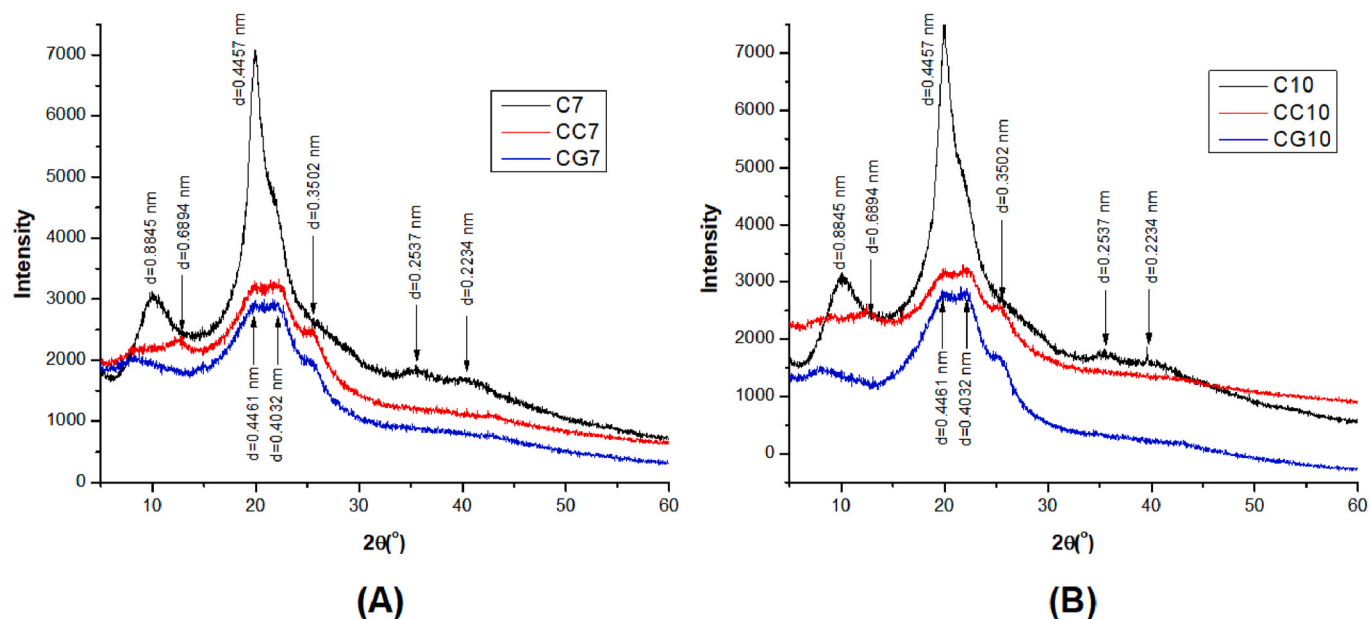 d=0.4457 nm
d=0.8845 nm
d=0.6894 nm
d=0.3502 nm
d=0.2537 nm
d=0.2234 nm
d=0.4461 nm
d=0.4032 nm
C7
CC7
CG7
Intensity
7000
6000
5000
4000
3000
2000
1000
0
10
20
30
40
50
60
2θ(°)
(A)
d=0.4457 nm
d=0.8845 nm
d=0.6894 nm
d=0.3502 nm
d=0.2537 nm
d=0.2234 nm
d=0.4461 nm
d=0.4032 nm
C10
CC10
CG10
Intensity
7000
6000
5000
4000
3000
2000
1000
0
10
20
30
40
50
60
2θ(°)
(B)